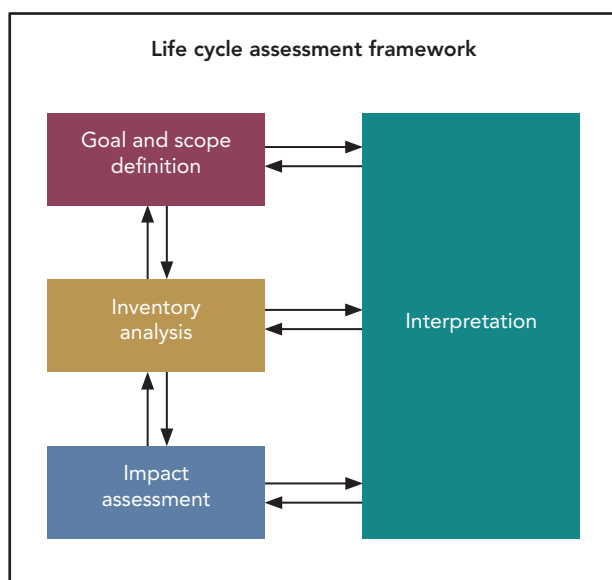 Life cycle assessment framework
Goal and scope
definition
Inventory
analysis
Interpretation
Impact
assessment